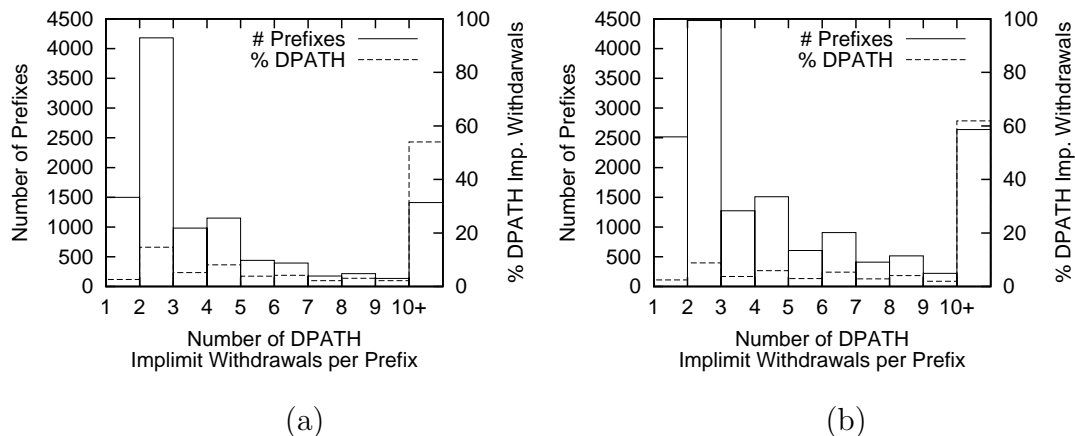 4500
4000
3500
3000
2500
2000
1500
1000
500
0
Number of Prefixes
# Prefixes
% DPATH
100
80
60
40
20
0
% DPATH Imp. Withdarwals
1 2 3 4 5 6 7 8 9 10+
Number of DPATH
Implimit Withdrawals per Prefix
(a)
4500
4000
3500
3000
2500
2000
1500
1000
500
0
Number of Prefixes
# Prefixes
% DPATH
100
80
60
40
20
0
% DPATH Imp. Withdrawals
1 2 3 4 5 6 7 8 9 10+
Number of DPATH
Implimit Withdrawals per Prefix
(b)